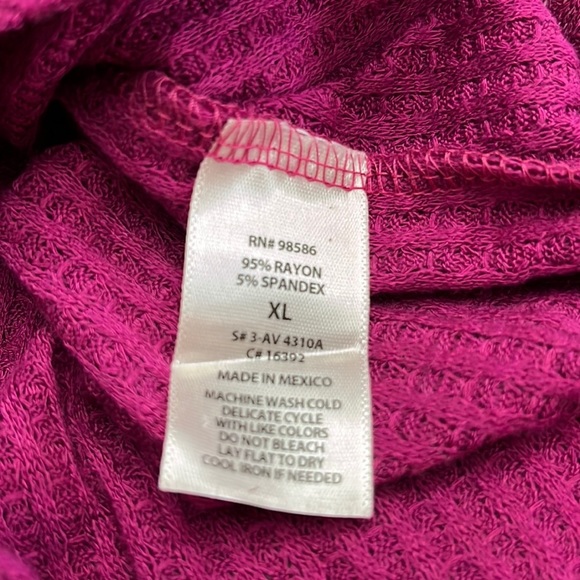 RN# 98586
95% RAYON
5% SPANDEX
XL
S# 3-AV 4310A
C# 16392
MADE IN MEXICO
MACHINE WASH COLD
DELICATE CYCLE
WITH LIKE COLORS
DO NOT BLEACH
LAY FLAT TO DRY
COOL IRON IF NEEDED